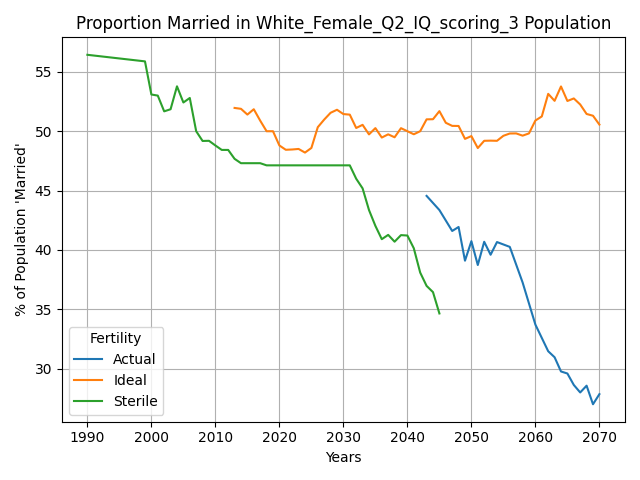 Proportion Married in White_Female_Q2_IQ_scoring_3 Population
% of Population 'Married'
55
50
45
40
35
30
Fertility
Actual
Ideal
Sterile
1990 2000 2010 2020 2030 2040 2050 2060 2070
Years